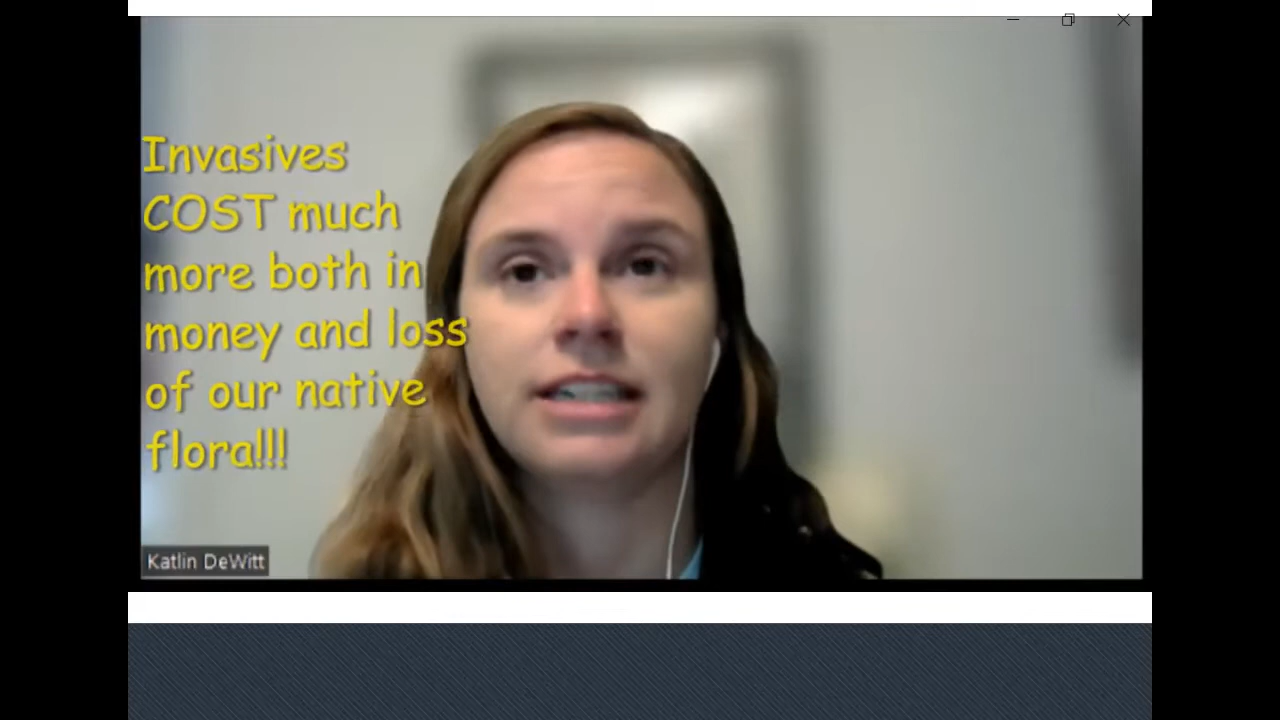 Invasives
COST much
more both in
money and loss
of our native
flora!!!
Katlin DeWitt